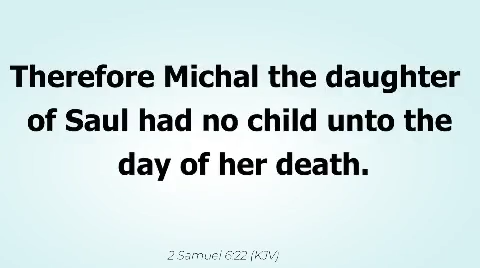 Therefore Michal the daughter
of Saul had no child unto the
day of her death.
2 Samuel 6:22 (KJV)